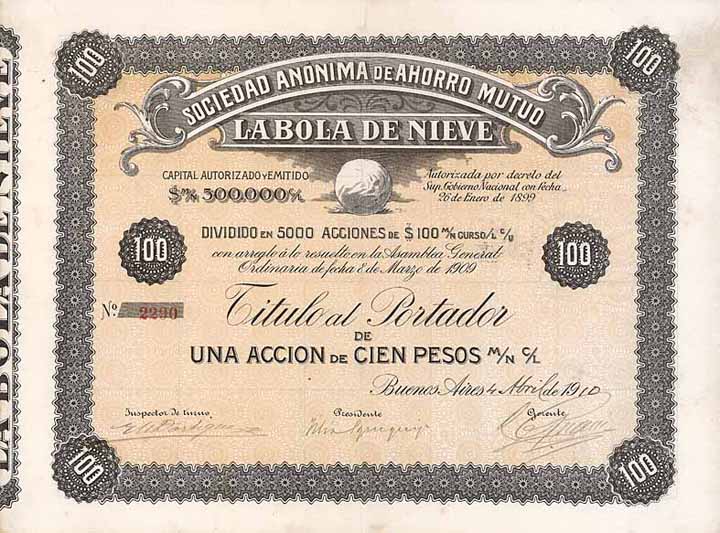 LA BOLA DE NIEVE
100
100
SOCIEDAD ANÓNIMA DE AHORRO MUTUO
LA BOLA DE NIEVE
CAPITAL AUTORIZADO Y EMITIDO
$ M/N 500.000 C/L
Autorizada por decreto del
Sup. Gobierno Nacional con fecha
26 de Enero de 1899
DIVIDIDO EN 5000 ACCIONES DE $ 100 M/N CURSO/L C/U
con arreglo á lo resuelto en la Asamblea General
Ordinaria de fecha 8 de Marzo de 1909
100
100
No. 2290
Titulo al Portador
DE
UNA ACCION DE CIEN PESOS M/N C/L
Buenos Aires 4 Abril de 1910
Inspector de turno
Presidente
Gerente
100
100